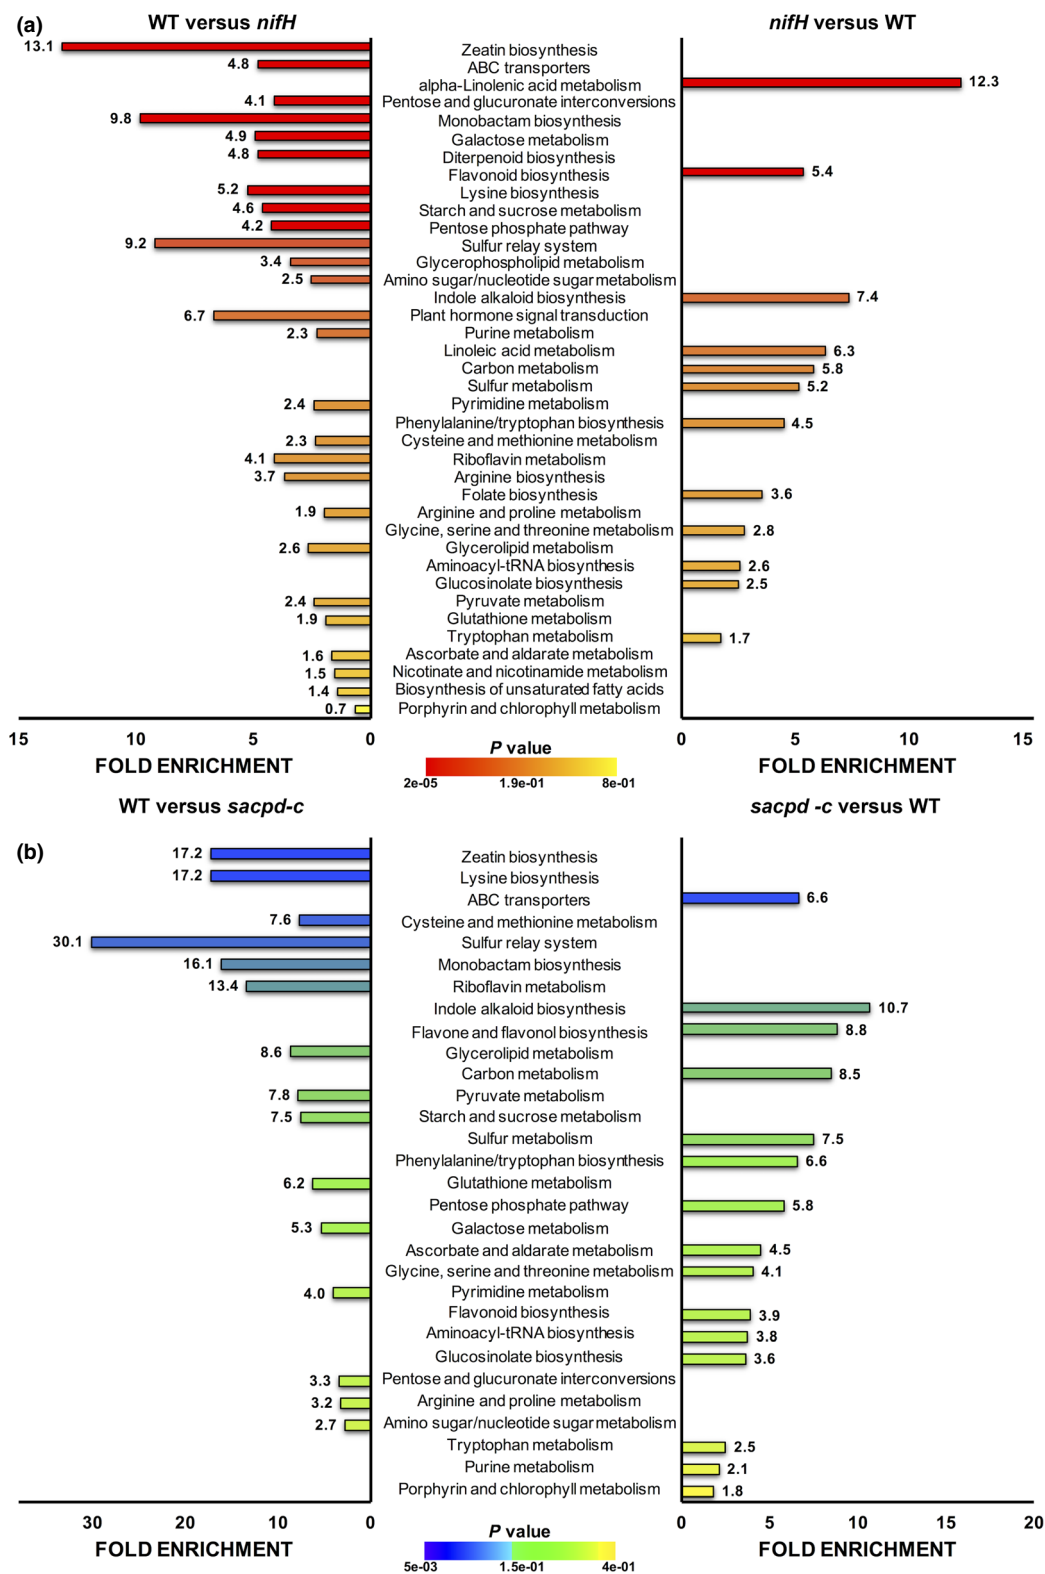 (a)
WT versus nifH
nifH versus WT
13.1 Zeatin biosynthesis
4.8 ABC transporters
alpha-Linolenic acid metabolism 12.3
4.1 Pentose and glucuronate interconversions
9.8 Monobactam biosynthesis
4.9 Galactose metabolism
4.8 Diterpenoid biosynthesis
Flavonoid biosynthesis 5.4
5.2 Lysine biosynthesis
4.6 Starch and sucrose metabolism
4.2 Pentose phosphate pathway
9.2 Sulfur relay system
3.4 Glycerophospholipid metabolism
2.5 Amino sugar/nucleotide sugar metabolism
Indole alkaloid biosynthesis 7.4
6.7 Plant hormone signal transduction
2.3 Purine metabolism
Linoleic acid metabolism 6.3
Carbon metabolism 5.8
Sulfur metabolism 5.2
2.4 Pyrimidine metabolism
Phenylalanine/tryptophan biosynthesis 4.5
2.3 Cysteine and methionine metabolism
4.1 Riboflavin metabolism
3.7 Arginine biosynthesis
Folate biosynthesis 3.6
1.9 Arginine and proline metabolism
Glycine, serine and threonine metabolism 2.8
2.6 Glycerolipid metabolism
Aminoacyl-tRNA biosynthesis 2.6
Glucosinolate biosynthesis 2.5
2.4 Pyruvate metabolism
1.9 Glutathione metabolism
Tryptophan metabolism 1.7
1.6 Ascorbate and aldarate metabolism
1.5 Nicotinate and nicotinamide metabolism
1.4 Biosynthesis of unsaturated fatty acids
0.7 Porphyrin and chlorophyll metabolism
15 10 5 0 0 5 10 15
FOLD ENRICHMENT
P value
2e-05 1.9e-01 8e-01
FOLD ENRICHMENT
(b)
WT versus sacpd-c
sacpd -c versus WT
17.2 Zeatin biosynthesis
17.2 Lysine biosynthesis
ABC transporters 6.6
7.6 Cysteine and methionine metabolism
30.1 Sulfur relay system
16.1 Monobactam biosynthesis
13.4 Riboflavin metabolism
Indole alkaloid biosynthesis 10.7
Flavone and flavonol biosynthesis 8.8
8.6 Glycerolipid metabolism
Carbon metabolism 8.5
7.8 Pyruvate metabolism
7.5 Starch and sucrose metabolism
Sulfur metabolism 7.5
Phenylalanine/tryptophan biosynthesis 6.6
6.2 Glutathione metabolism
Pentose phosphate pathway 5.8
5.3 Galactose metabolism
Ascorbate and aldarate metabolism 4.5
Glycine, serine and threonine metabolism 4.1
4.0 Pyrimidine metabolism
Flavonoid biosynthesis 3.9
Aminoacyl-tRNA biosynthesis 3.8
Glucosinolate biosynthesis 3.6
3.3 Pentose and glucuronate interconversions
3.2 Arginine and proline metabolism
2.7 Amino sugar/nucleotide sugar metabolism
Tryptophan metabolism 2.5
Purine metabolism 2.1
Porphyrin and chlorophyll metabolism 1.8
30 20 10 0 0 5 10 15 20
FOLD ENRICHMENT
P value
5e-03 1.5e-01 4e-01
FOLD ENRICHMENT